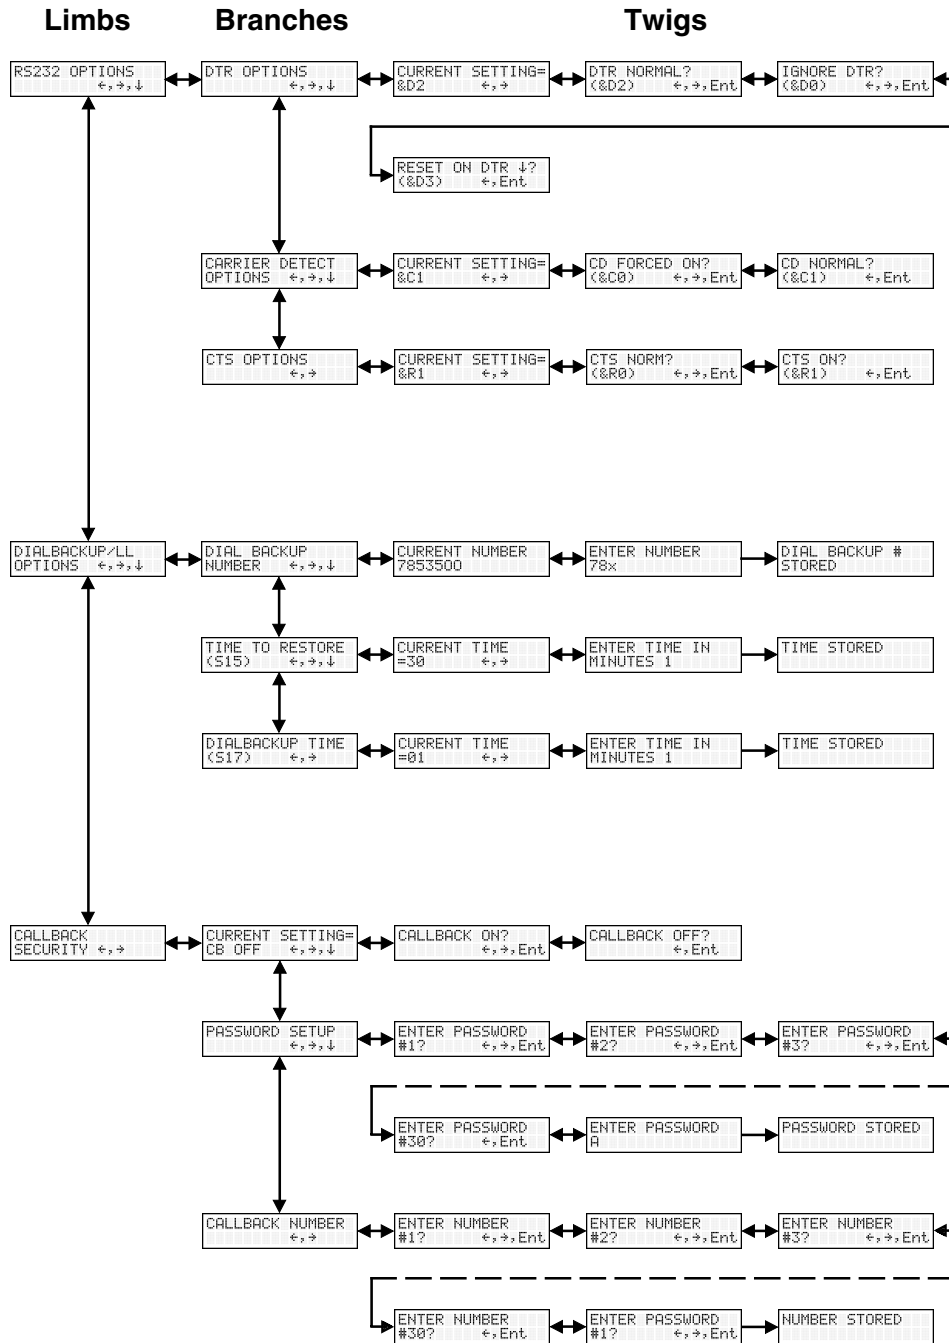 Limbs Branches Twigs
RS232 OPTIONS
←,→,↓
DTR OPTIONS
←,→,↓
CURRENT SETTING=
&D2 ←,→
DTR NORMAL?
(&D2) ←,→,Ent
IGNORE DTR?
(&D0) ←,→,Ent
RESET ON DTR ↓?
(&D3) ←,Ent
CARRIER DETECT
OPTIONS ←,→,↓
CURRENT SETTING=
&C1 ←,→
CD FORCED ON?
(&C0) ←,→,Ent
CD NORMAL?
(&C1) ←,Ent
CTS OPTIONS
←,→
CURRENT SETTING=
&R1 ←,→
CTS NORM?
(&R0) ←,→,Ent
CTS ON?
(&R1) ←,Ent
DIALBACKUP/LL
OPTIONS ←,→,↓
DIAL BACKUP
NUMBER ←,→,↓
CURRENT NUMBER
7853500
ENTER NUMBER
78x
DIAL BACKUP #
STORED
TIME TO RESTORE
(S15) ←,→,↓
CURRENT TIME
=30 ←,→
ENTER TIME IN
MINUTES 1
TIME STORED
DIALBACKUP TIME
(S17) ←,→
CURRENT TIME
=01 ←,→
ENTER TIME IN
MINUTES 1
TIME STORED
CALLBACK
SECURITY ←,→
CURRENT SETTING=
CB OFF ←,→,↓
CALLBACK ON?
←,→,Ent
CALLBACK OFF?
←,Ent
PASSWORD SETUP
←,→,↓
ENTER PASSWORD
#1? ←,→,Ent
ENTER PASSWORD
#2? ←,→,Ent
ENTER PASSWORD
#3? ←,→,Ent
ENTER PASSWORD
#30? ←,Ent
ENTER PASSWORD
A
PASSWORD STORED
CALLBACK NUMBER
←,→
ENTER NUMBER
#1? ←,→,Ent
ENTER NUMBER
#2? ←,→,Ent
ENTER NUMBER
#3? ←,→,Ent
ENTER NUMBER
#30? ←,Ent
ENTER PASSWORD
#1? ←,→,Ent
NUMBER STORED